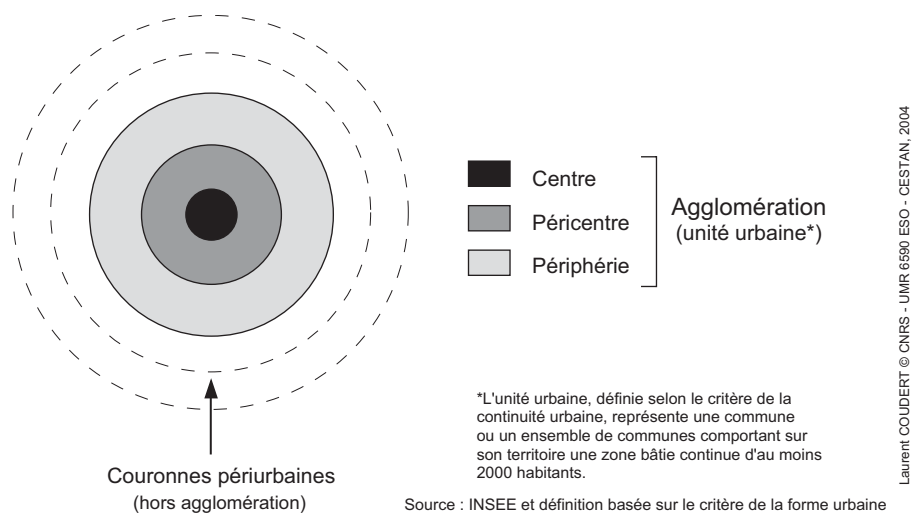 Centre
Péricentre
Périphérie
Agglomération
(unité urbaine*)
Couronnes périurbaines
(hors agglomération)
*L'unité urbaine, définie selon le critère de la
continuité urbaine, représente une commune
ou un ensemble de communes comportant sur
son territoire une zone bâtie continue d'au moins
2000 habitants.
Source : INSEE et définition basée sur le critère de la forme urbaine
Laurent COUDERT © CNRS - UMR 6590 ESO - CESTAN, 2004